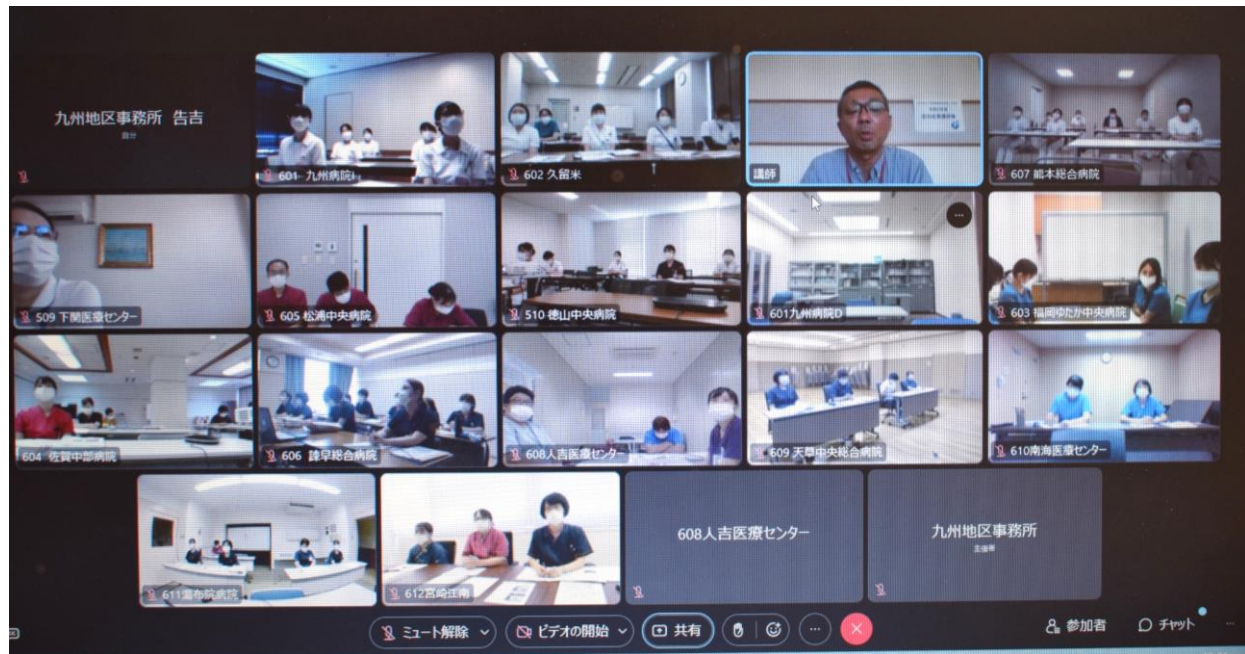 九州地区事務所 告吉
自分
601 九州病院
602 久留米
講師
607 熊本総合病院
509 下関医療センター
605 松浦中央病院
510 徳山中央病院
601九州病院D
603 福岡ゆたか中央病院
604 佐賀中部病院
606 諫早総合病院
608人吉医療センター
609 天草中央総合病院
610南海医療センター
611湯布院病院
612宮崎江南
608人吉医療センター
九州地区事務所
主催者
ミュート解除
ビデオの開始
共有
参加者
チャット